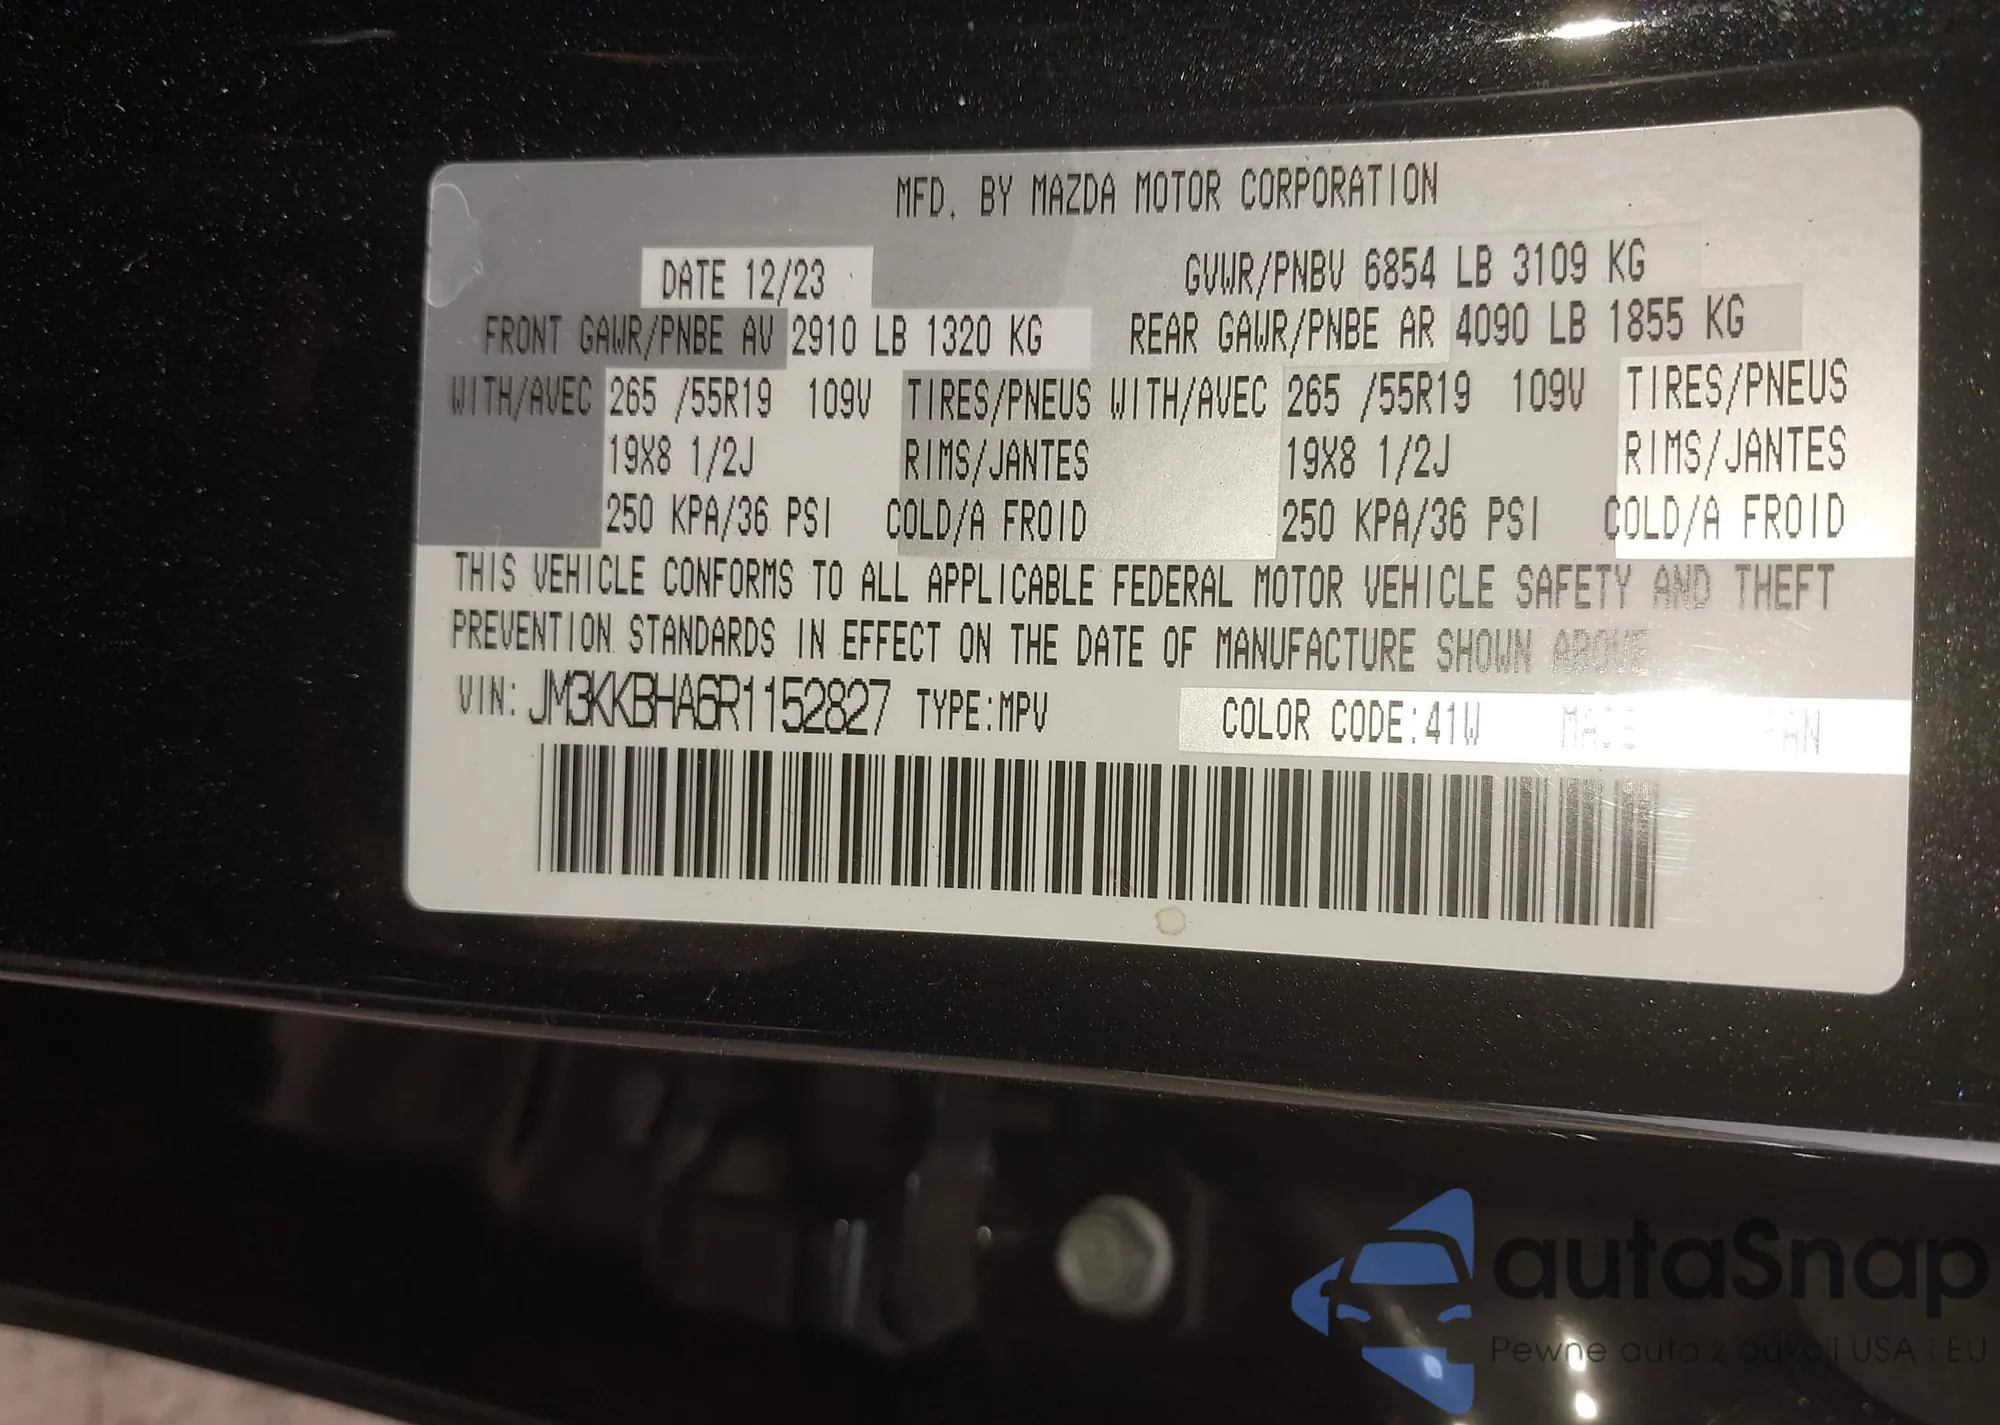 MFD. BY MAZDA MOTOR CORPORATION
DATE 12/23 GVWR/PNBV 6854 LB 3109 KG
FRONT GAWR/PNBE AV 2910 LB 1320 KG REAR GAWR/PNBE AR 4090 LB 1855 KG
WITH/AVEC 265 /55R19 109V TIRES/PNEUS WITH/AVEC 265 /55R19 109V TIRES/PNEUS
19X8 1/2J RIMS/JANTES 19X8 1/2J RIMS/JANTES
250 KPA/36 PSI COLD/A FROID 250 KPA/36 PSI COLD/A FROID
THIS VEHICLE CONFORMS TO ALL APPLICABLE FEDERAL MOTOR VEHICLE SAFETY AND THEFT
PREVENTION STANDARDS IN EFFECT ON THE DATE OF MANUFACTURE SHOWN ABOVE
VIN: JM3KKBHA6R1152827 TYPE:MPV COLOR CODE:41W
autaSnap
Pewne auta z aukcji USA i EU